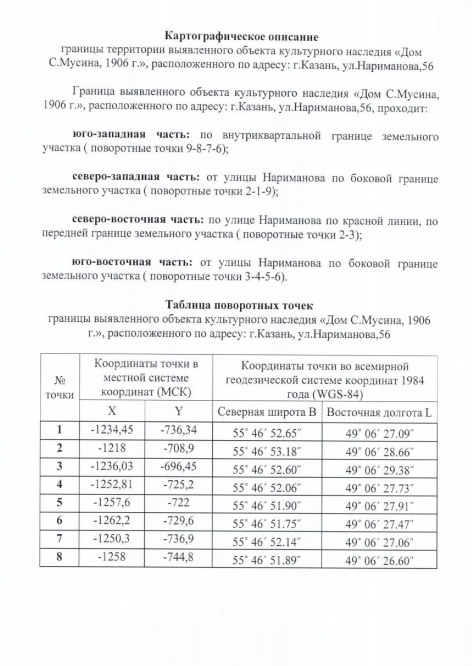 Картографическое описание
границы территории выявленного объекта культурного наследия «Дом
С.Мусина, 1906 г.», расположенного по адресу: г.Казань, ул.Нариманова,56
Граница выявленного объекта культурного наследия «Дом С.Мусина,
1906 г.», расположенного по адресу: г.Казань, ул.Нариманова,56, проходит:
юго-западная часть: по внутриквартальной границе земельного
участка ( поворотные точки 9-8-7-6);
северо-западная часть: от улицы Нариманова по боковой границе
земельного участка ( поворотные точки 2-1-9);
северо-восточная часть: по улице Нариманова по красной линии, по
передней границе земельного участка ( поворотные точки 2-3);
юго-восточная часть: от улицы Нариманова по боковой границе
земельного участка ( поворотные точки 3-4-5-6).
Таблица поворотных точек
границы выявленного объекта культурного наследия «Дом С.Мусина, 1906
г.», расположенного по адресу: г.Казань, ул.Нариманова,56
№ точки Координаты точки в местной системе координат (МСК) Координаты точки во всемирной геодезической системе координат 1984 года (WGS-84)
X Y Северная широта B Восточная долгота L
1 -1234,45 -736,34 55° 46´ 52.65˝ 49° 06´ 27.09˝
2 -1218 -708,9 55° 46´ 53.18˝ 49° 06´ 28.66˝
3 -1236,03 -696,45 55° 46´ 52.60˝ 49° 06´ 29.38˝
4 -1252,81 -725,2 55° 46´ 52.06˝ 49° 06´ 27.73˝
5 -1257,6 -722 55° 46´ 51.90˝ 49° 06´ 27.91˝
6 -1262,2 -729,6 55° 46´ 51.75˝ 49° 06´ 27.47˝
7 -1250,3 -736,9 55° 46´ 52.14˝ 49° 06´ 27.06˝
8 -1258 -744,8 55° 46´ 51.89˝ 49° 06´ 26.60˝